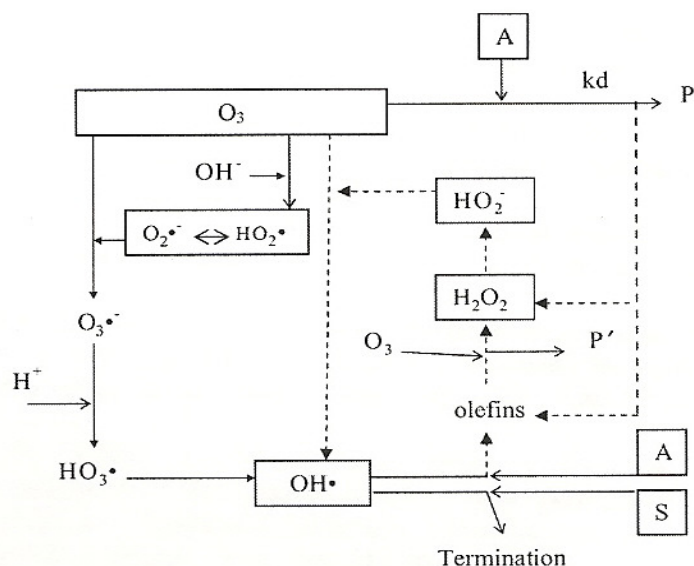 A
kd
P
O₃
OH⁻
HO₂⁻
O₂•⁻ ⇔ HO₂•
H₂O₂
O₃•⁻
O₃
P′
H⁺
olefins
A
HO₃•
OH•
S
Termination